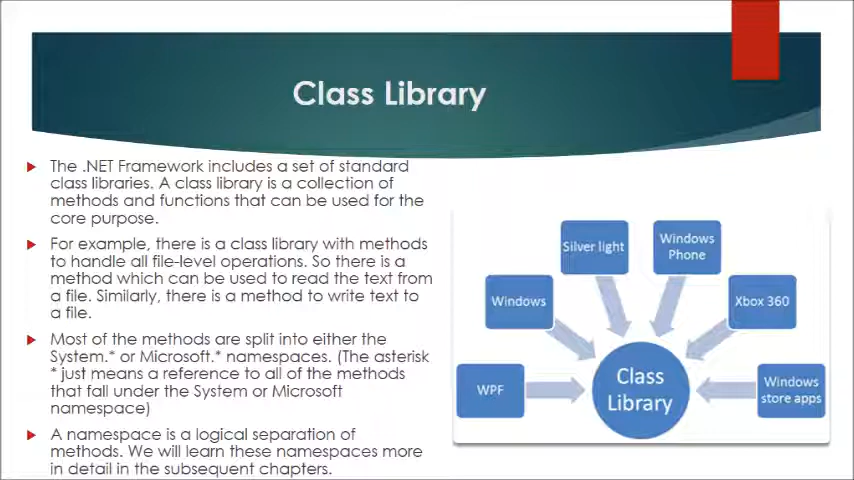 Class Library
The .NET Framework includes a set of standard
class libraries. A class library is a collection of
methods and functions that can be used for the
core purpose.
For example, there is a class library with methods
to handle all file-level operations. So there is a
method which can be used to read the text from
a file. Similarly, there is a method to write text to
a file.
Most of the methods are split into either the
System.* or Microsoft.* namespaces. (The asterisk
* just means a reference to all of the methods
that fall under the System or Microsoft
namespace)
A namespace is a logical separation of
methods. We will learn these namespaces more
in detail in the subsequent chapters.
Silver light
Windows
Phone
Windows
Xbox 360
WPF
Class
Library
Windows
store apps